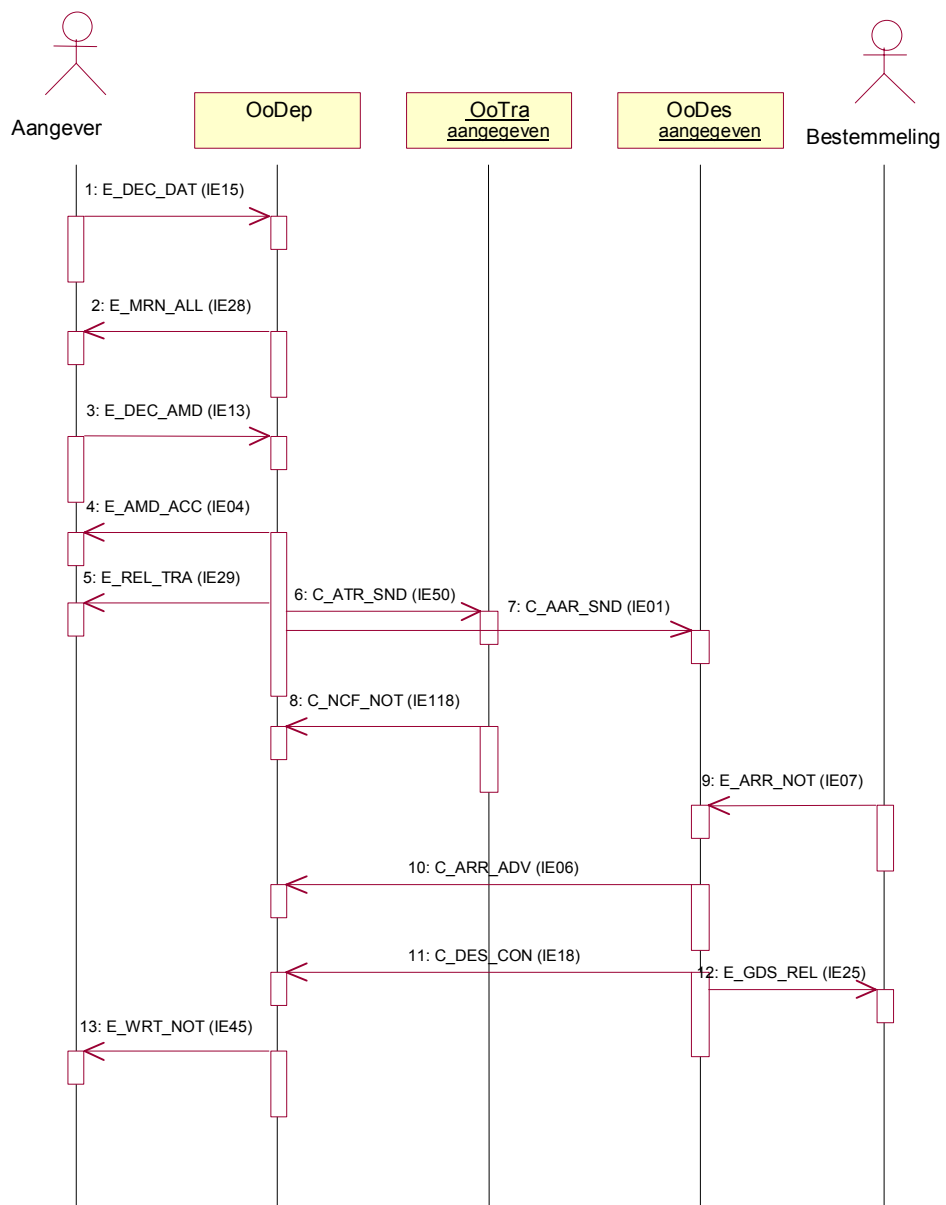 Aangever
OoDep
OoTra
aangegeven
OoDes
aangegeven
Bestemmeling
1: E_DEC_DAT (IE15)
2: E_MRN_ALL (IE28)
3: E_DEC_AMD (IE13)
4: E_AMD_ACC (IE04)
5: E_REL_TRA (IE29)
6: C_ATR_SND (IE50)
7: C_AAR_SND (IE01)
8: C_NCF_NOT (IE118)
9: E_ARR_NOT (IE07)
10: C_ARR_ADV (IE06)
11: C_DES_CON (IE18)
12: E_GDS_REL (IE25)
13: E_WRT_NOT (IE45)